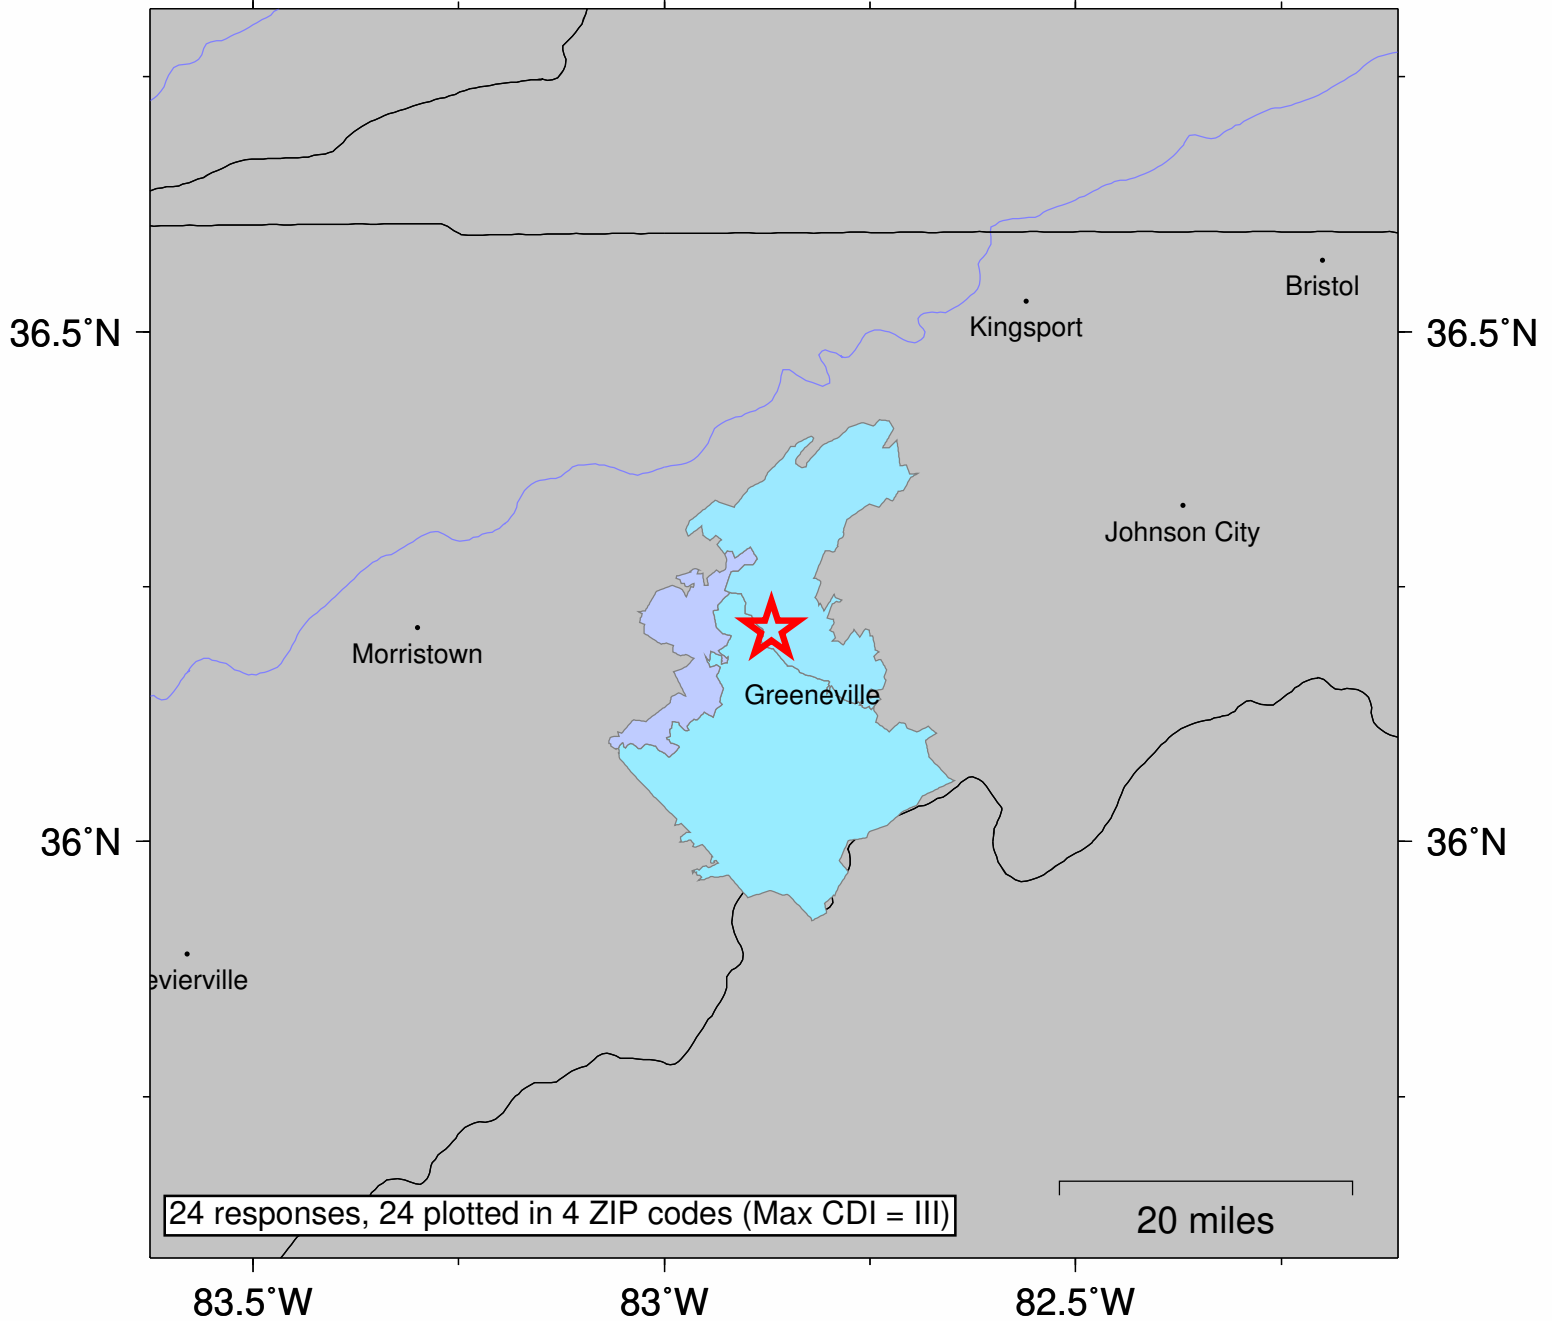 Bristol
36.5°N
Kingsport
36.5°N
Johnson City
Morristown
Greeneville
36°N
36°N
evierville
24 responses, 24 plotted in 4 ZIP codes (Max CDI = III)
20 miles
83.5°W
83°W
82.5°W